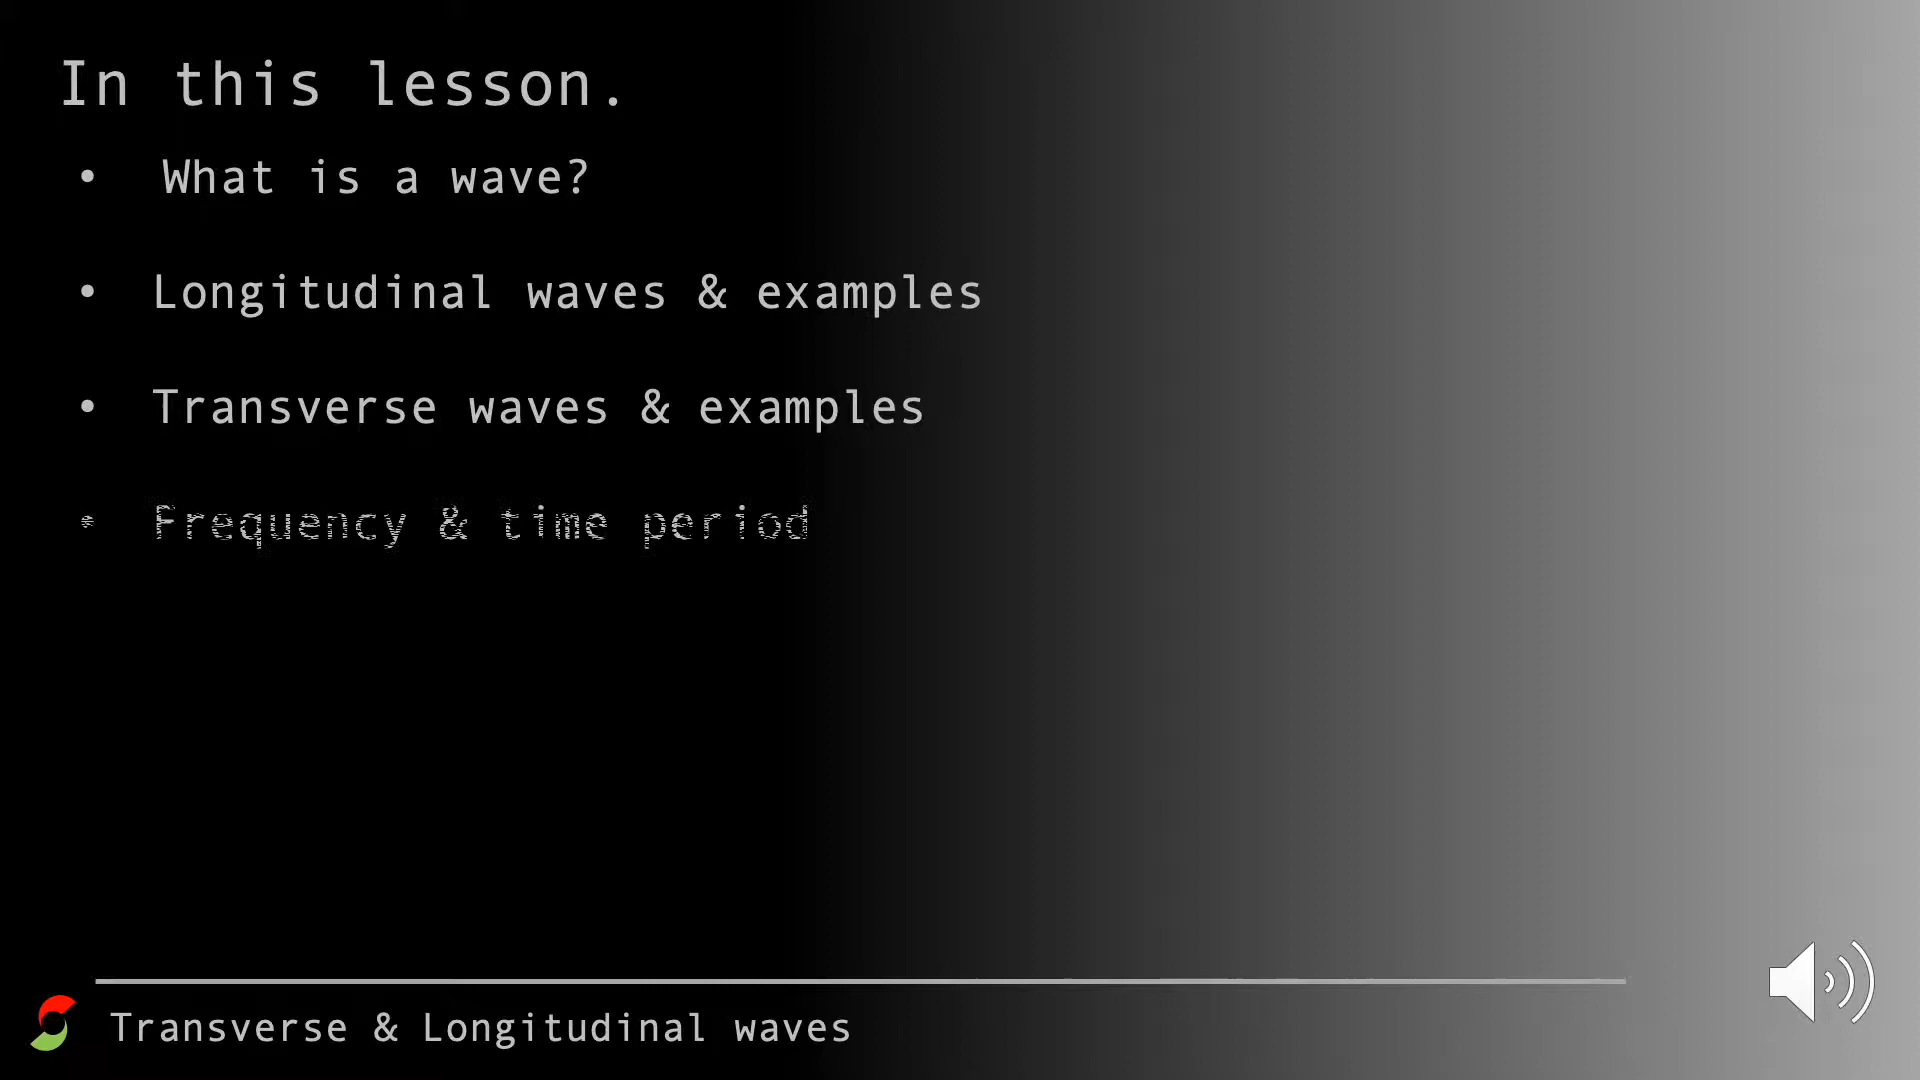 In this lesson.
• What is a wave?
• Longitudinal waves & examples
• Transverse waves & examples
• Frequency & time period
Transverse & Longitudinal waves